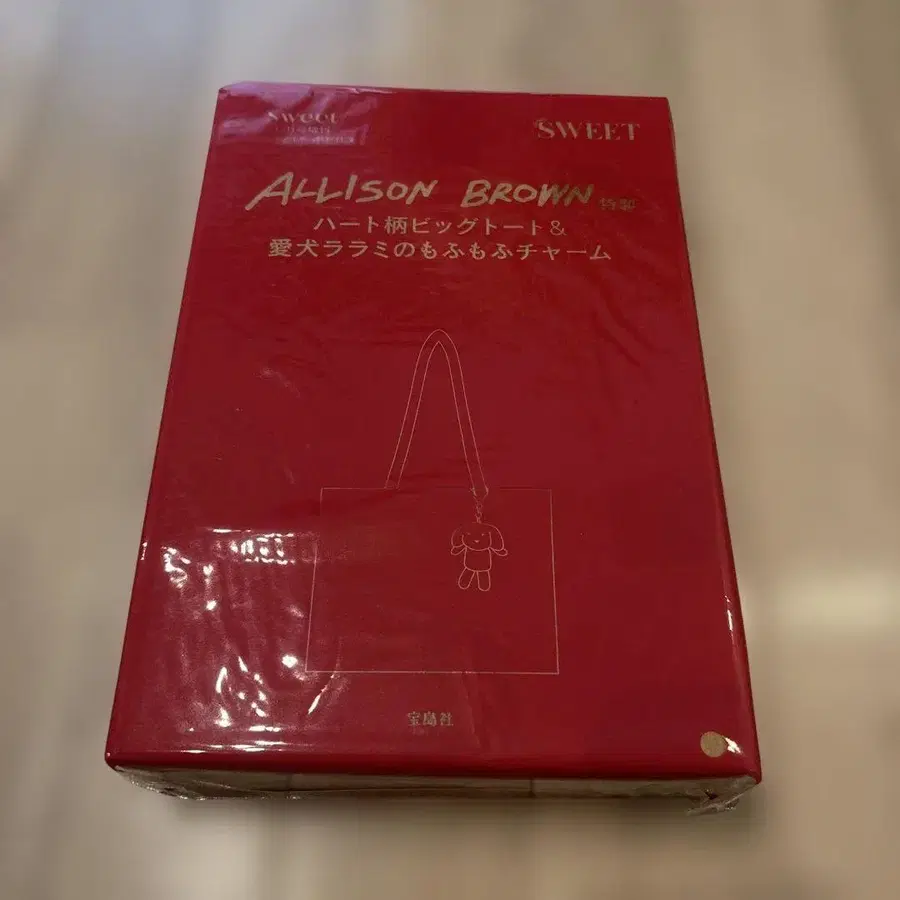 sweet
SWEET
ALLISON BROWN 特製
ハート柄ビッグトート&
愛犬ララミのもふもふチャーム
宝島社